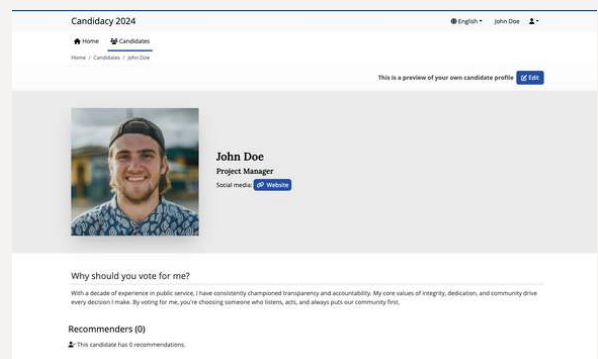 Candidacy 2024
English
John Doe
Home
Candidates
Home / Candidates / John Doe
This is a preview of your own candidate profile
Edit
John Doe
Project Manager
Social media: Website
Why should you vote for me?
With a decade of experience in public service, I have consistently championed transparency and accountability. My core values of integrity, dedication, and community drive
every decision I make. By voting for me, you're choosing someone who listens, acts, and always puts our community first.
Recommenders (0)
This candidate has 0 recommendations.